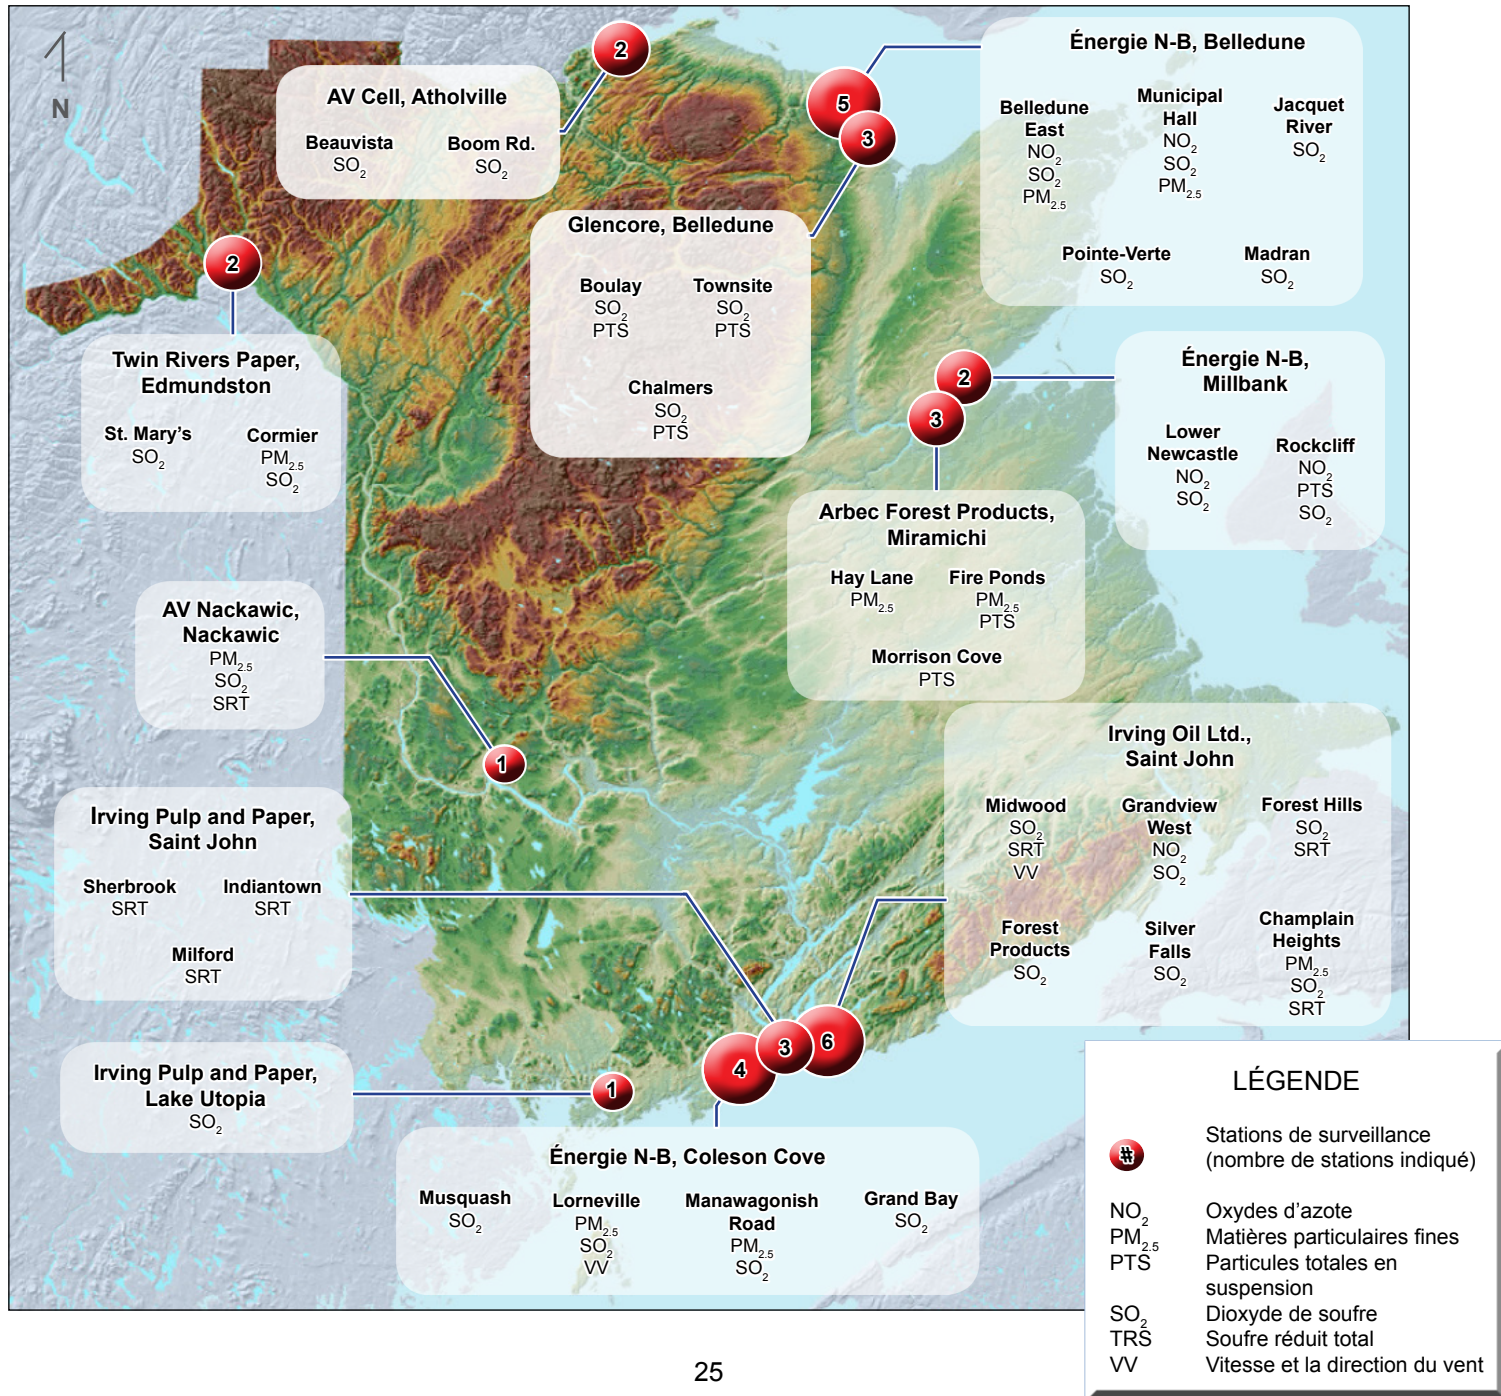 N
2
5
3
2
2
3
1
1
4
3
6
AV Cell, Atholville
Beauvista
SO2
Boom Rd.
SO2
Énergie N-B, Belledune
Belledune
East
NO2
SO2
PM2.5
Municipal
Hall
NO2
SO2
PM2.5
Jacquet
River
SO2
Pointe-Verte
SO2
Madran
SO2
Glencore, Belledune
Boulay
SO2
PTS
Townsite
SO2
PTS
Chalmers
SO2
PTS
Twin Rivers Paper,
Edmundston
St. Mary's
SO2
Cormier
PM2.5
SO2
Énergie N-B,
Millbank
Lower
Newcastle
NO2
SO2
Rockcliff
NO2
PTS
SO2
Arbec Forest Products,
Miramichi
Hay Lane
PM2.5
Fire Ponds
PM2.5
PTS
Morrison Cove
PTS
AV Nackawic,
Nackawic
PM2.5
SO2
SRT
Irving Oil Ltd.,
Saint John
Midwood
SO2
SRT
VV
Grandview
West
NO2
SO2
Forest Hills
SO2
SRT
Forest
Products
SO2
Silver
Falls
SO2
Champlain
Heights
PM2.5
SO2
SRT
Irving Pulp and Paper,
Saint John
Sherbrook
SRT
Indiantown
SRT
Milford
SRT
Irving Pulp and Paper,
Lake Utopia
SO2
Énergie N-B, Coleson Cove
Musquash
SO2
Lorneville
PM2.5
SO2
VV
Manawagonish
Road
PM2.5
SO2
Grand Bay
SO2
LÉGENDE
# Stations de surveillance
(nombre de stations indiqué)
NO2 Oxydes d'azote
PM2.5 Matières particulaires fines
PTS Particules totales en
suspension
SO2 Dioxyde de soufre
TRS Soufre réduit total
VV Vitesse et la direction du vent
25